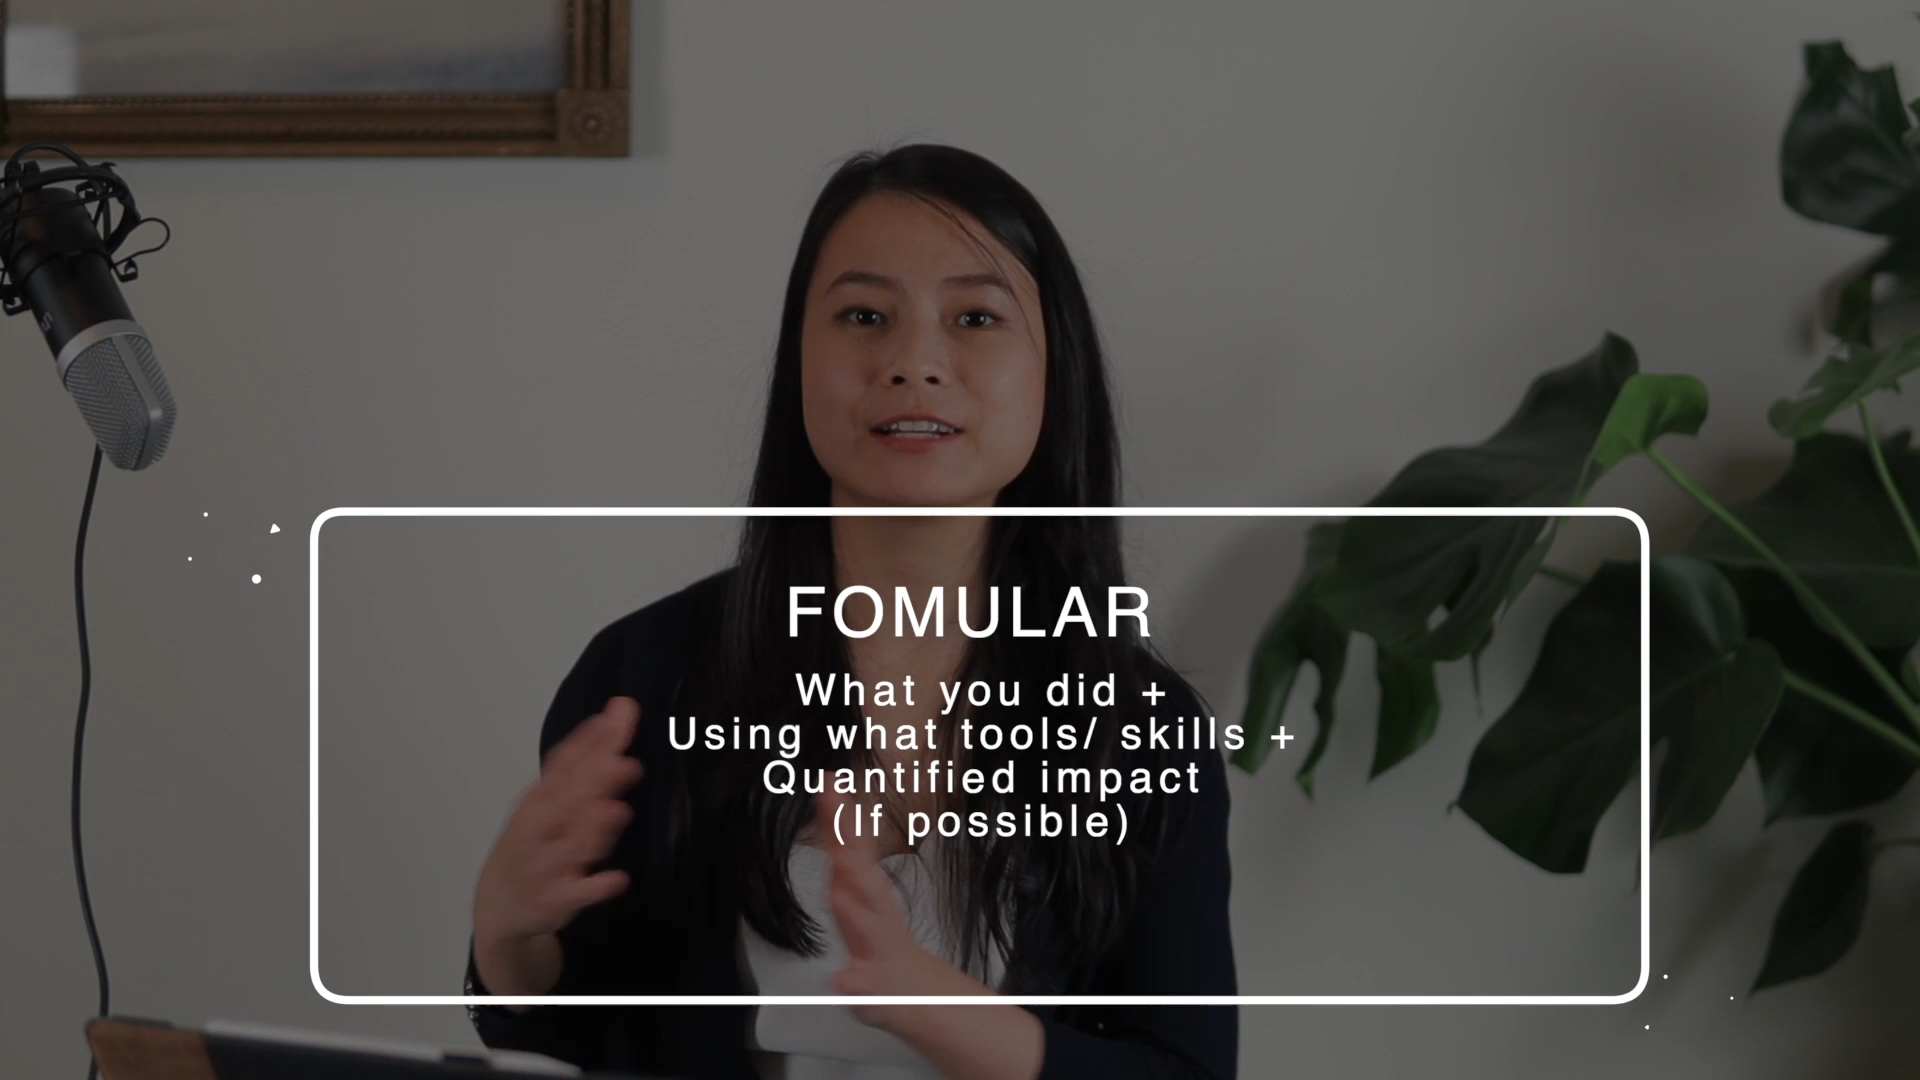 FOMULAR
What you did +
Using what tools/ skills +
Quantified impact
(If possible)